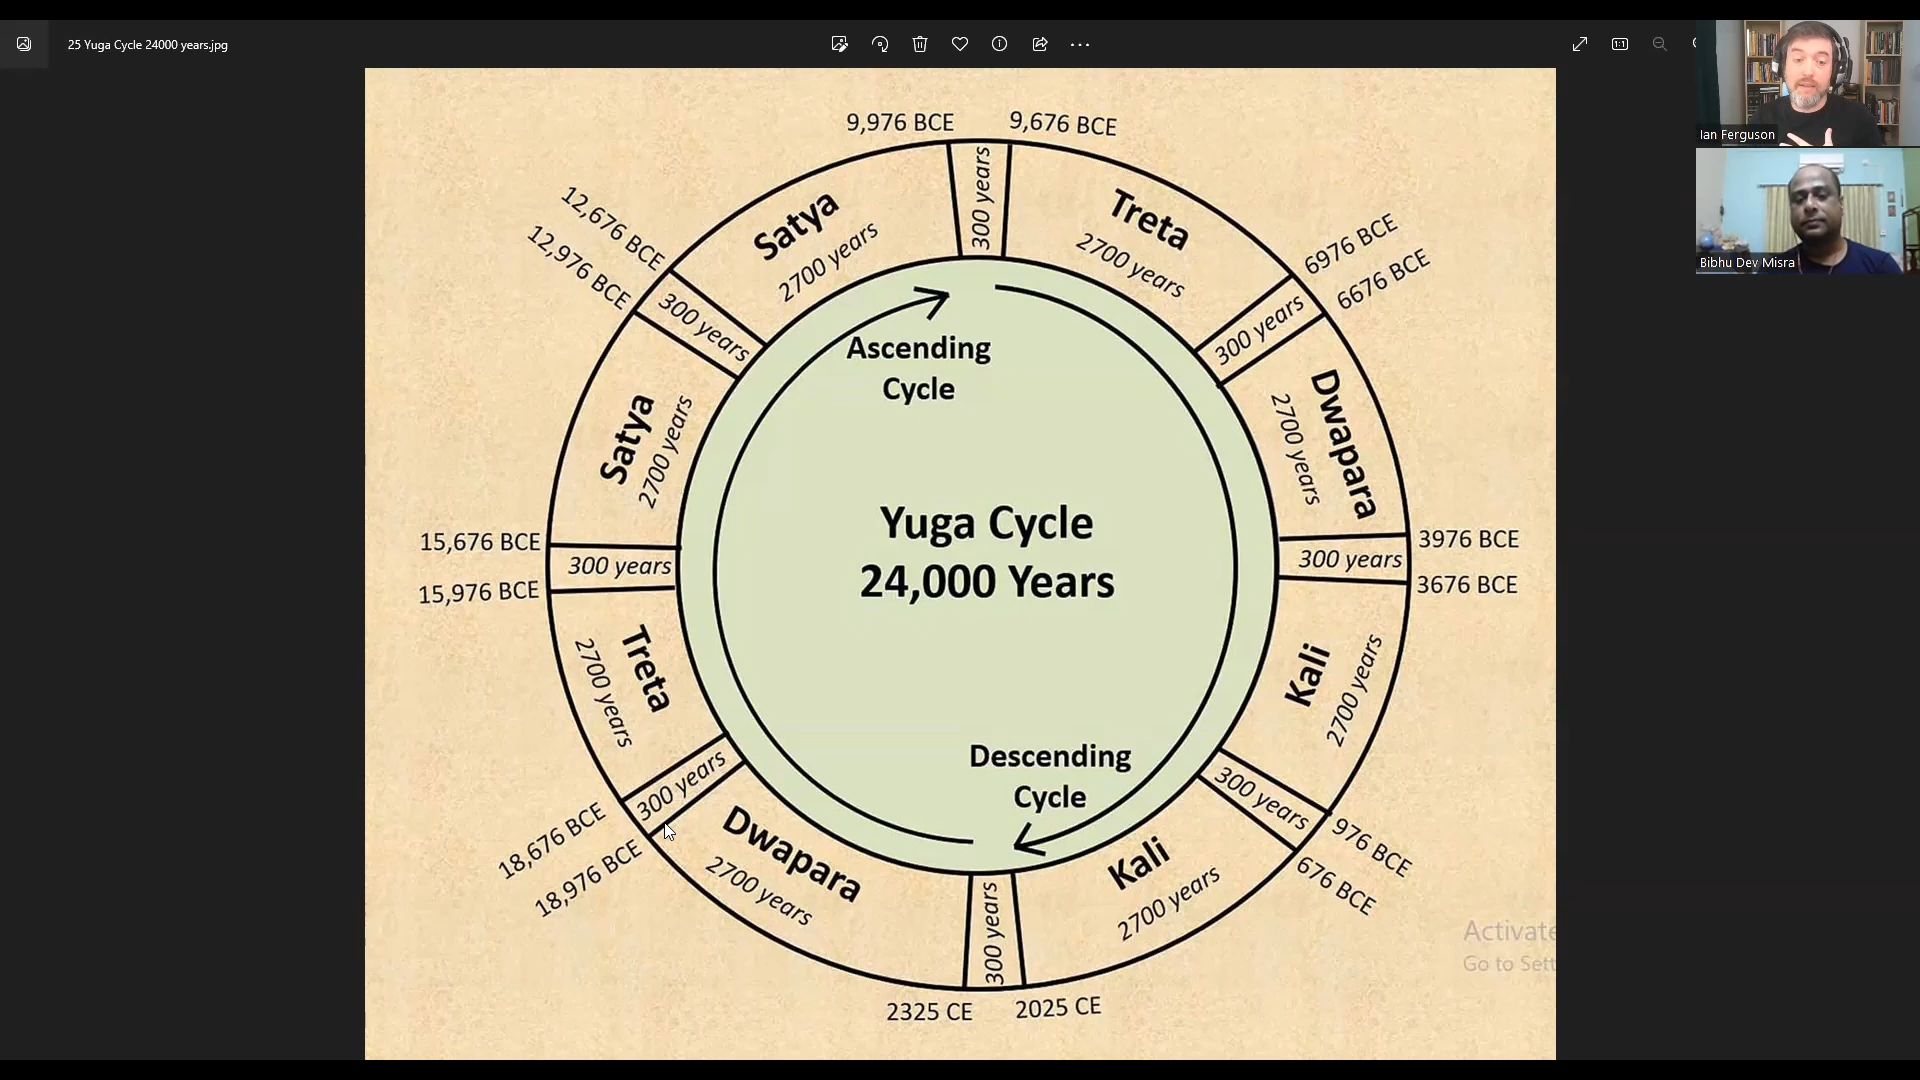 25 Yuga Cycle 24000 years.jpg
Ian Ferguson
Bibhu Dev Misra
9,976 BCE
9,676 BCE
300 years
Satya
2700 years
Treta
2700 years
12,676 BCE
12,976 BCE
300 years
6976 BCE
6676 BCE
300 years
Ascending
Cycle
Satya
2700 years
Dwapara
2700 years
Yuga Cycle
24,000 Years
15,676 BCE
300 years
15,976 BCE
3976 BCE
300 years
3676 BCE
Treta
2700 years
Kali
2700 years
Descending
Cycle
300 years
18,676 BCE
18,976 BCE
300 years
976 BCE
676 BCE
Dwapara
2700 years
Kali
2700 years
300 years
2325 CE
2025 CE
Activate
Go to Sett